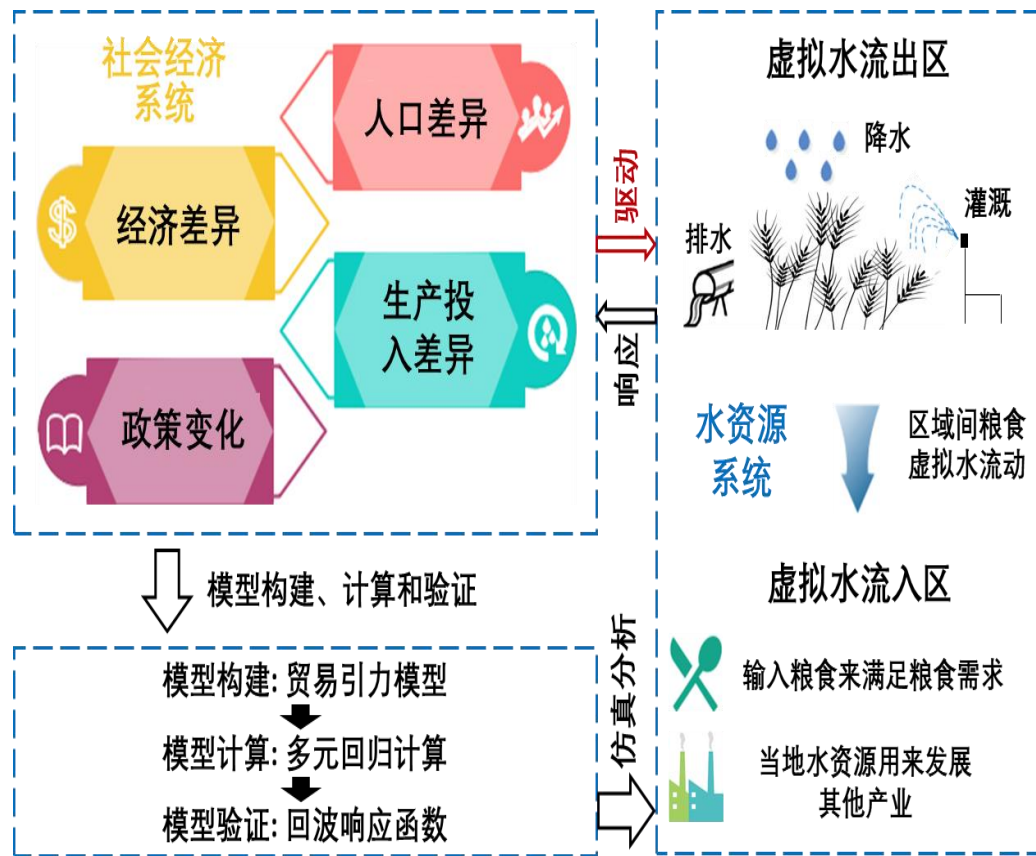 社会经济
系统
人口差异
经济差异
生产投
入差异
政策变化
驱动
响应
虚拟水流出区
降水
灌溉
排水
水资源
系统
区域间粮食
虚拟水流动
虚拟水流入区
输入粮食来满足粮食需求
当地水资源用来发展
其他产业
模型构建、计算和验证
模型构建: 贸易引力模型
模型计算: 多元回归计算
模型验证: 回波响应函数
仿真分析